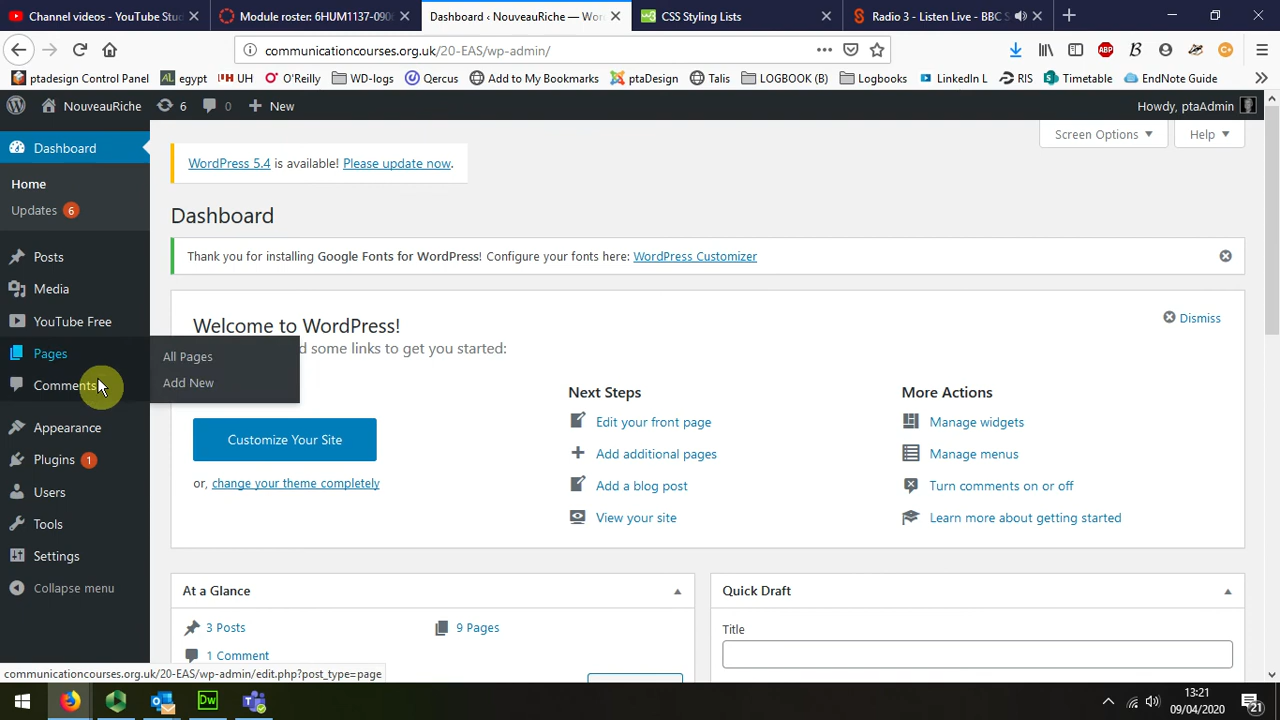 Channel videos - YouTube Stud
Module roster: 6HUM1137-090
Dashboard ‹ NouveauRiche — Wor
CSS Styling Lists
Radio 3 - Listen Live - BBC S
communicationcourses.org.uk/20-EAS/wp-admin/
ptadesign Control Panel
egypt
UH
O'Reilly
WD-logs
Qercus
Add to My Bookmarks
ptaDesign
Talis
LOGBOOK (B)
Logbooks
LinkedIn L
RIS
Timetable
EndNote Guide
NouveauRiche
6
0
New
Howdy, ptaAdmin
Dashboard
Home
Updates 6
Posts
Media
YouTube Free
Pages
Comments
Appearance
Plugins 1
Users
Tools
Settings
Collapse menu
All Pages
Add New
Screen Options
Help
WordPress 5.4 is available! Please update now.
Dashboard
Thank you for installing Google Fonts for WordPress! Configure your fonts here: WordPress Customizer
Welcome to WordPress!
Dismiss
d some links to get you started:
Customize Your Site
or, change your theme completely
Next Steps
Edit your front page
Add additional pages
Add a blog post
View your site
More Actions
Manage widgets
Manage menus
Turn comments on or off
Learn more about getting started
At a Glance
3 Posts
9 Pages
1 Comment
Quick Draft
Title
communicationcourses.org.uk/20-EAS/wp-admin/edit.php?post_type=page
13:21
09/04/2020
21